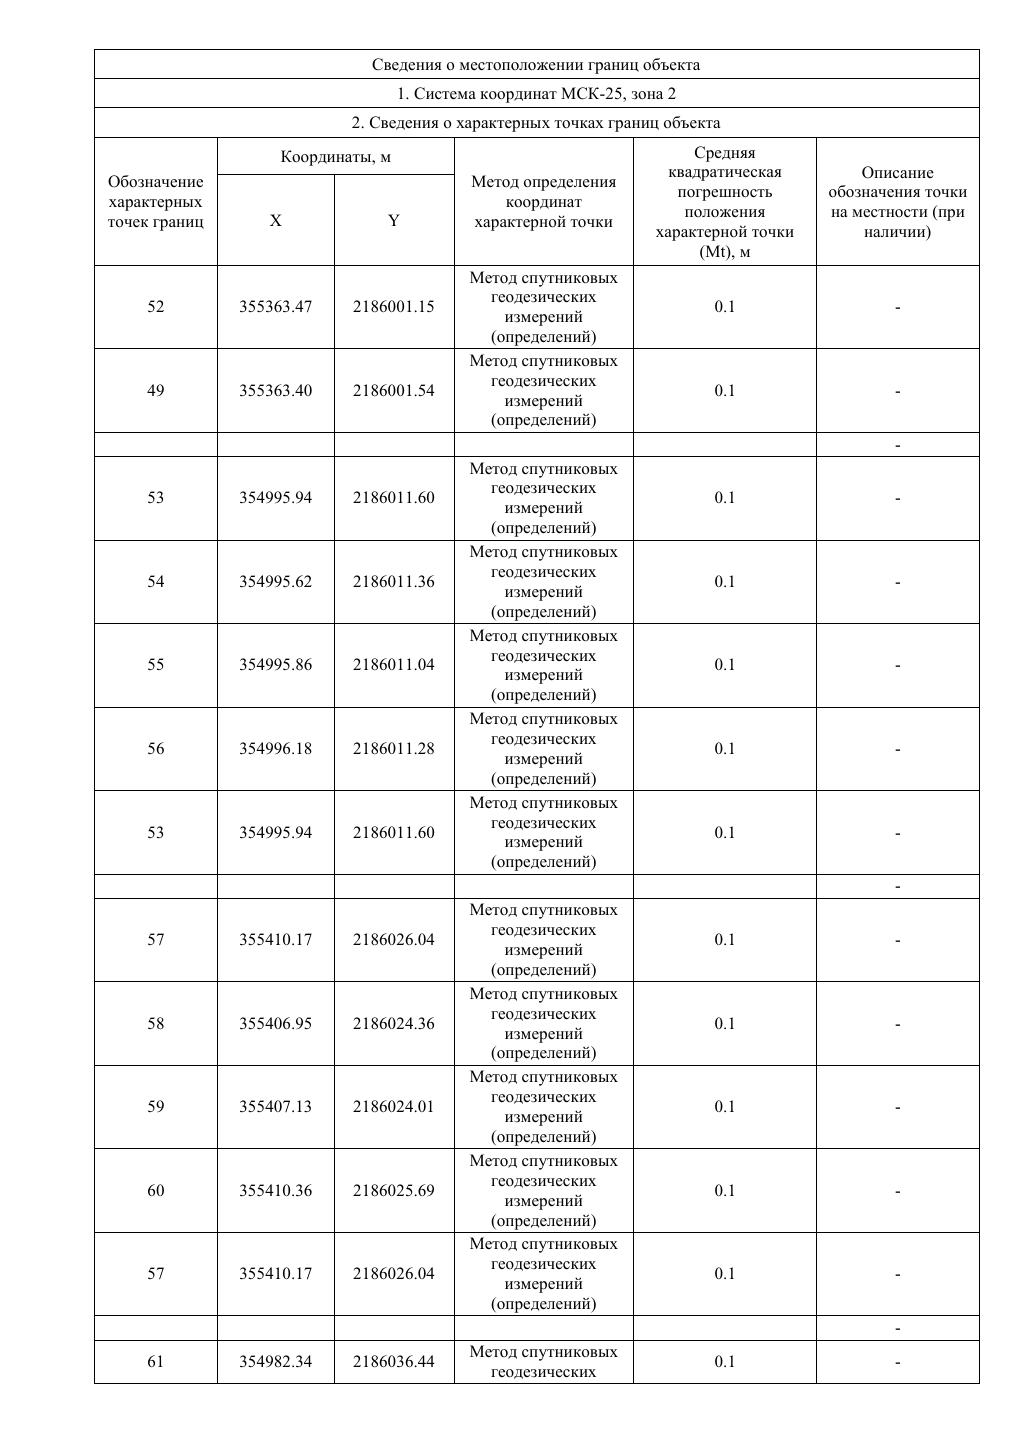 Сведения о местоположении границ объекта
1. Система координат МСК-25, зона 2
2. Сведения о характерных точках границ объекта
Обозначение
характерных
точек границ
Координаты, м
X
Y
Метод определения
координат
характерной точки
Средняя
квадратическая
погрешность
положения
характерной точки
(Mt), м
Описание
обозначения точки
на местности (при
наличии)
52 355363.47 2186001.15 Метод спутниковых
геодезических
измерений
(определений) 0.1 -
49 355363.40 2186001.54 Метод спутниковых
геодезических
измерений
(определений) 0.1 -
-
53 354995.94 2186011.60 Метод спутниковых
геодезических
измерений
(определений) 0.1 -
54 354995.62 2186011.36 Метод спутниковых
геодезических
измерений
(определений) 0.1 -
55 354995.86 2186011.04 Метод спутниковых
геодезических
измерений
(определений) 0.1 -
56 354996.18 2186011.28 Метод спутниковых
геодезических
измерений
(определений) 0.1 -
53 354995.94 2186011.60 Метод спутниковых
геодезических
измерений
(определений) 0.1 -
-
57 355410.17 2186026.04 Метод спутниковых
геодезических
измерений
(определений) 0.1 -
58 355406.95 2186024.36 Метод спутниковых
геодезических
измерений
(определений) 0.1 -
59 355407.13 2186024.01 Метод спутниковых
геодезических
измерений
(определений) 0.1 -
60 355410.36 2186025.69 Метод спутниковых
геодезических
измерений
(определений) 0.1 -
57 355410.17 2186026.04 Метод спутниковых
геодезических
измерений
(определений) 0.1 -
-
61 354982.34 2186036.44 Метод спутниковых
геодезических 0.1 -